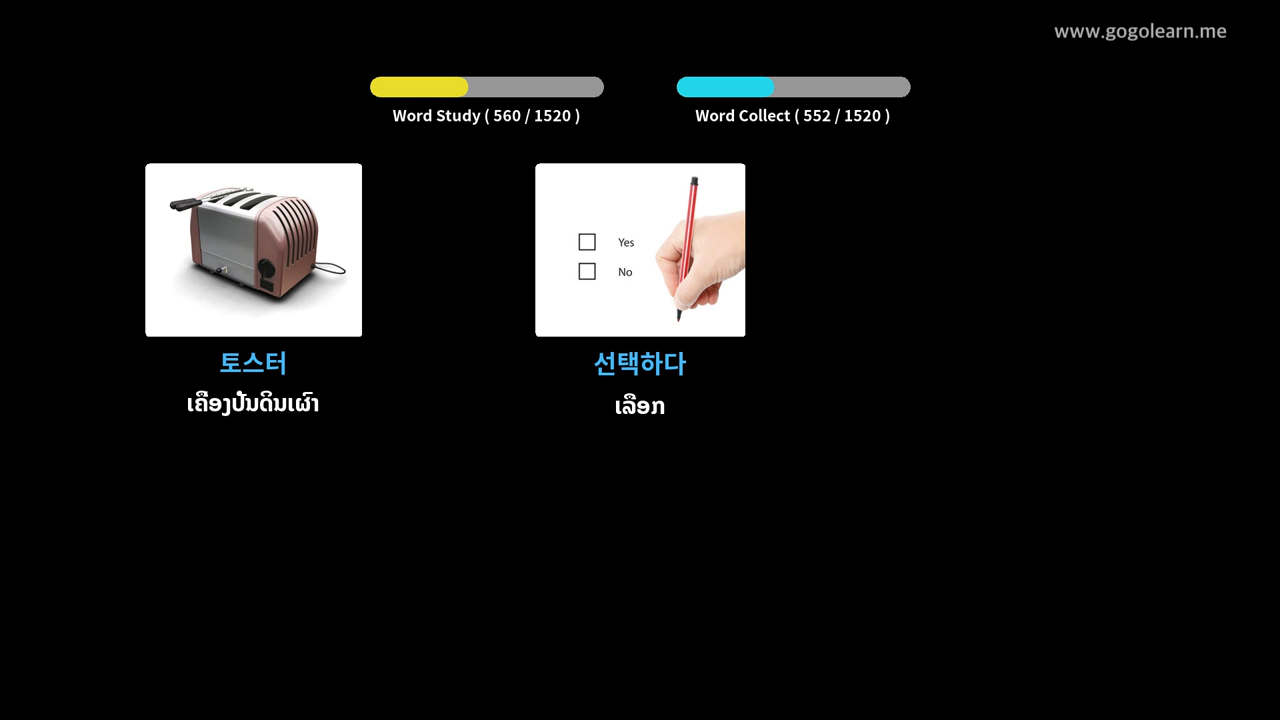 www.gogolearn.me
Word Study ( 560 / 1520 )
Word Collect ( 552 / 1520 )
Yes
No
토스터
선택하다
ເຄື່ອງປັ້ນດິນເຜົາ
ເລືອກ